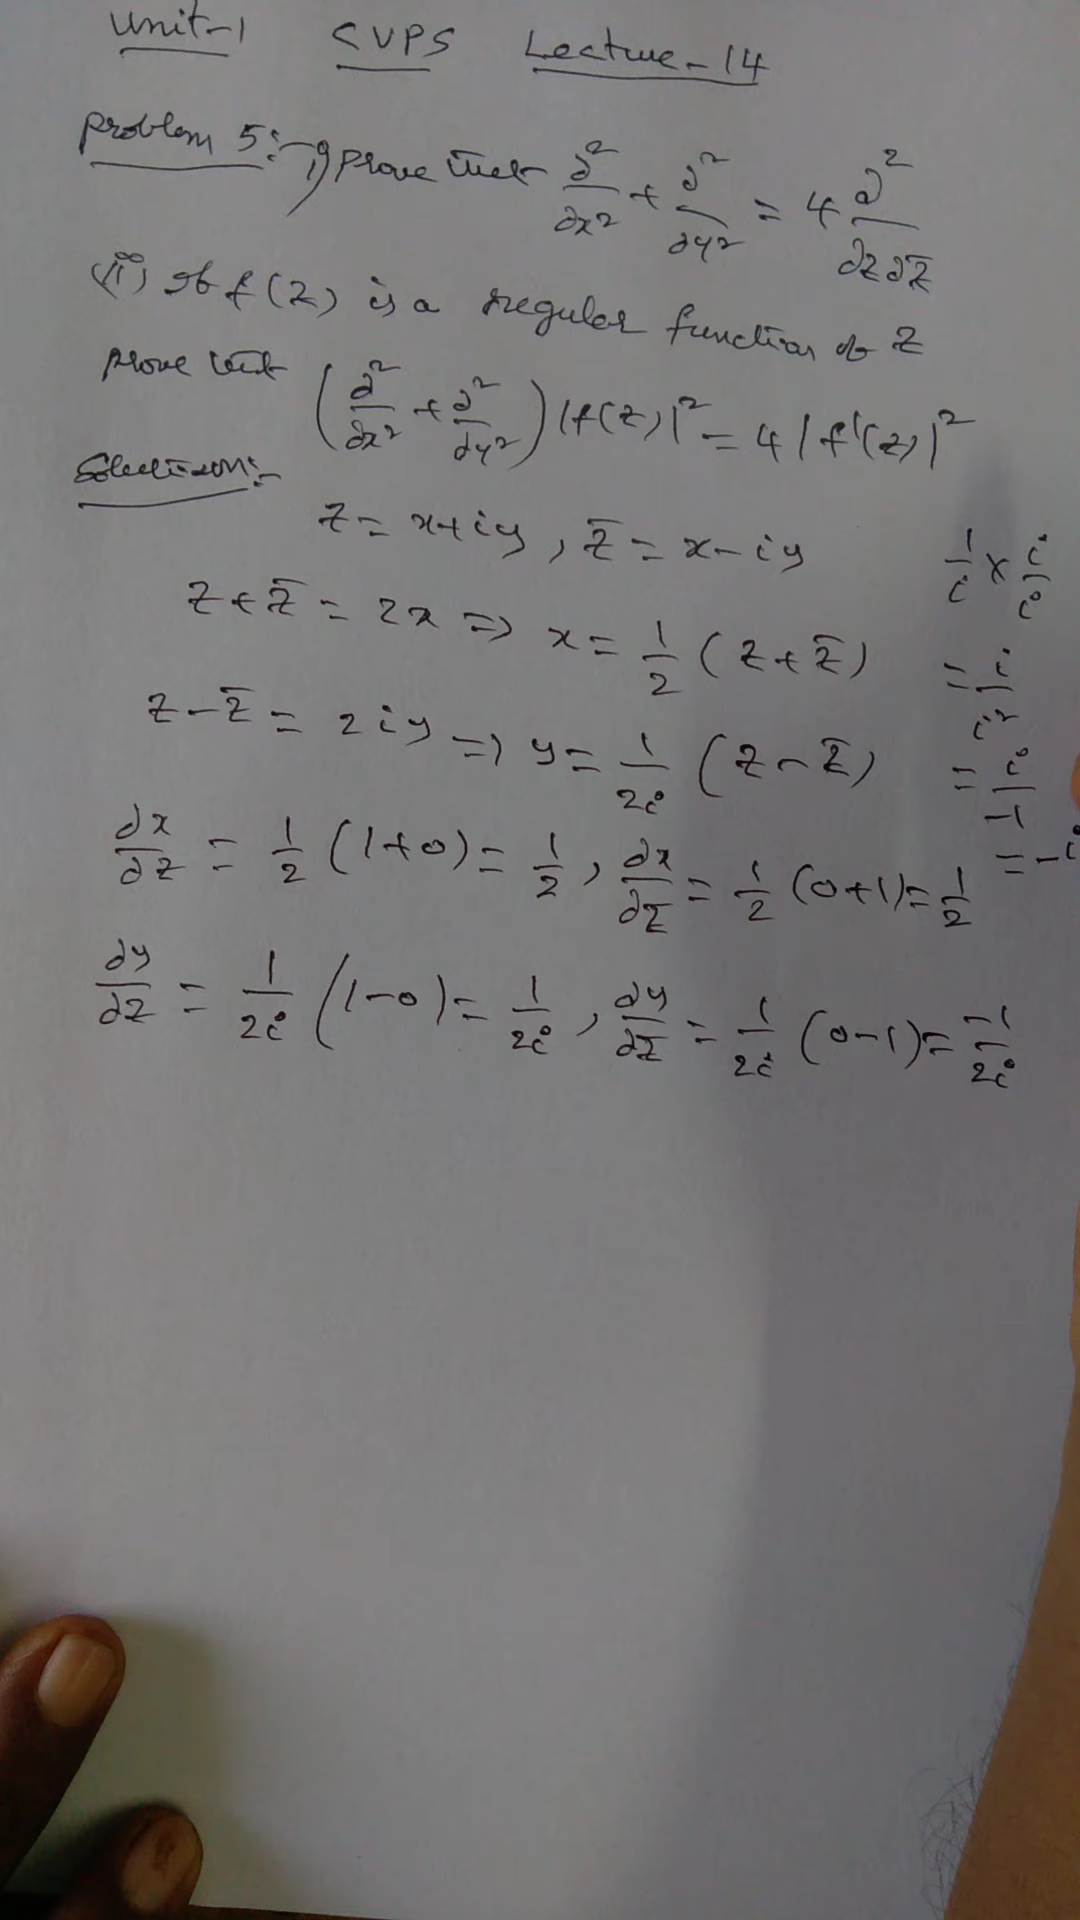 Unit-1 CVPS Lecture-14
Problem 5:- i) prove that ∂²/∂x² + ∂²/∂y² = 4 ∂²/∂z∂z̄
(ii) If f(z) is a regular function of z
prove that (∂²/∂x² + ∂²/∂y²) |f(z)|² = 4 |f'(z)|²
Solution:-
z = x+iy, z̄ = x-iy
z+z̄ = 2x => x = 1/2 (z+z̄)
z-z̄ = 2iy => y = 1/2i (z-z̄)
∂x/∂z = 1/2 (1+0) = 1/2, ∂x/∂z̄ = 1/2 (0+1) = 1/2
∂y/∂z = 1/2i (1-0) = 1/2i, ∂y/∂z̄ = 1/2i (0-1) = -1/2i
1/i × i/i
= i/i²
= i/-1
= -i